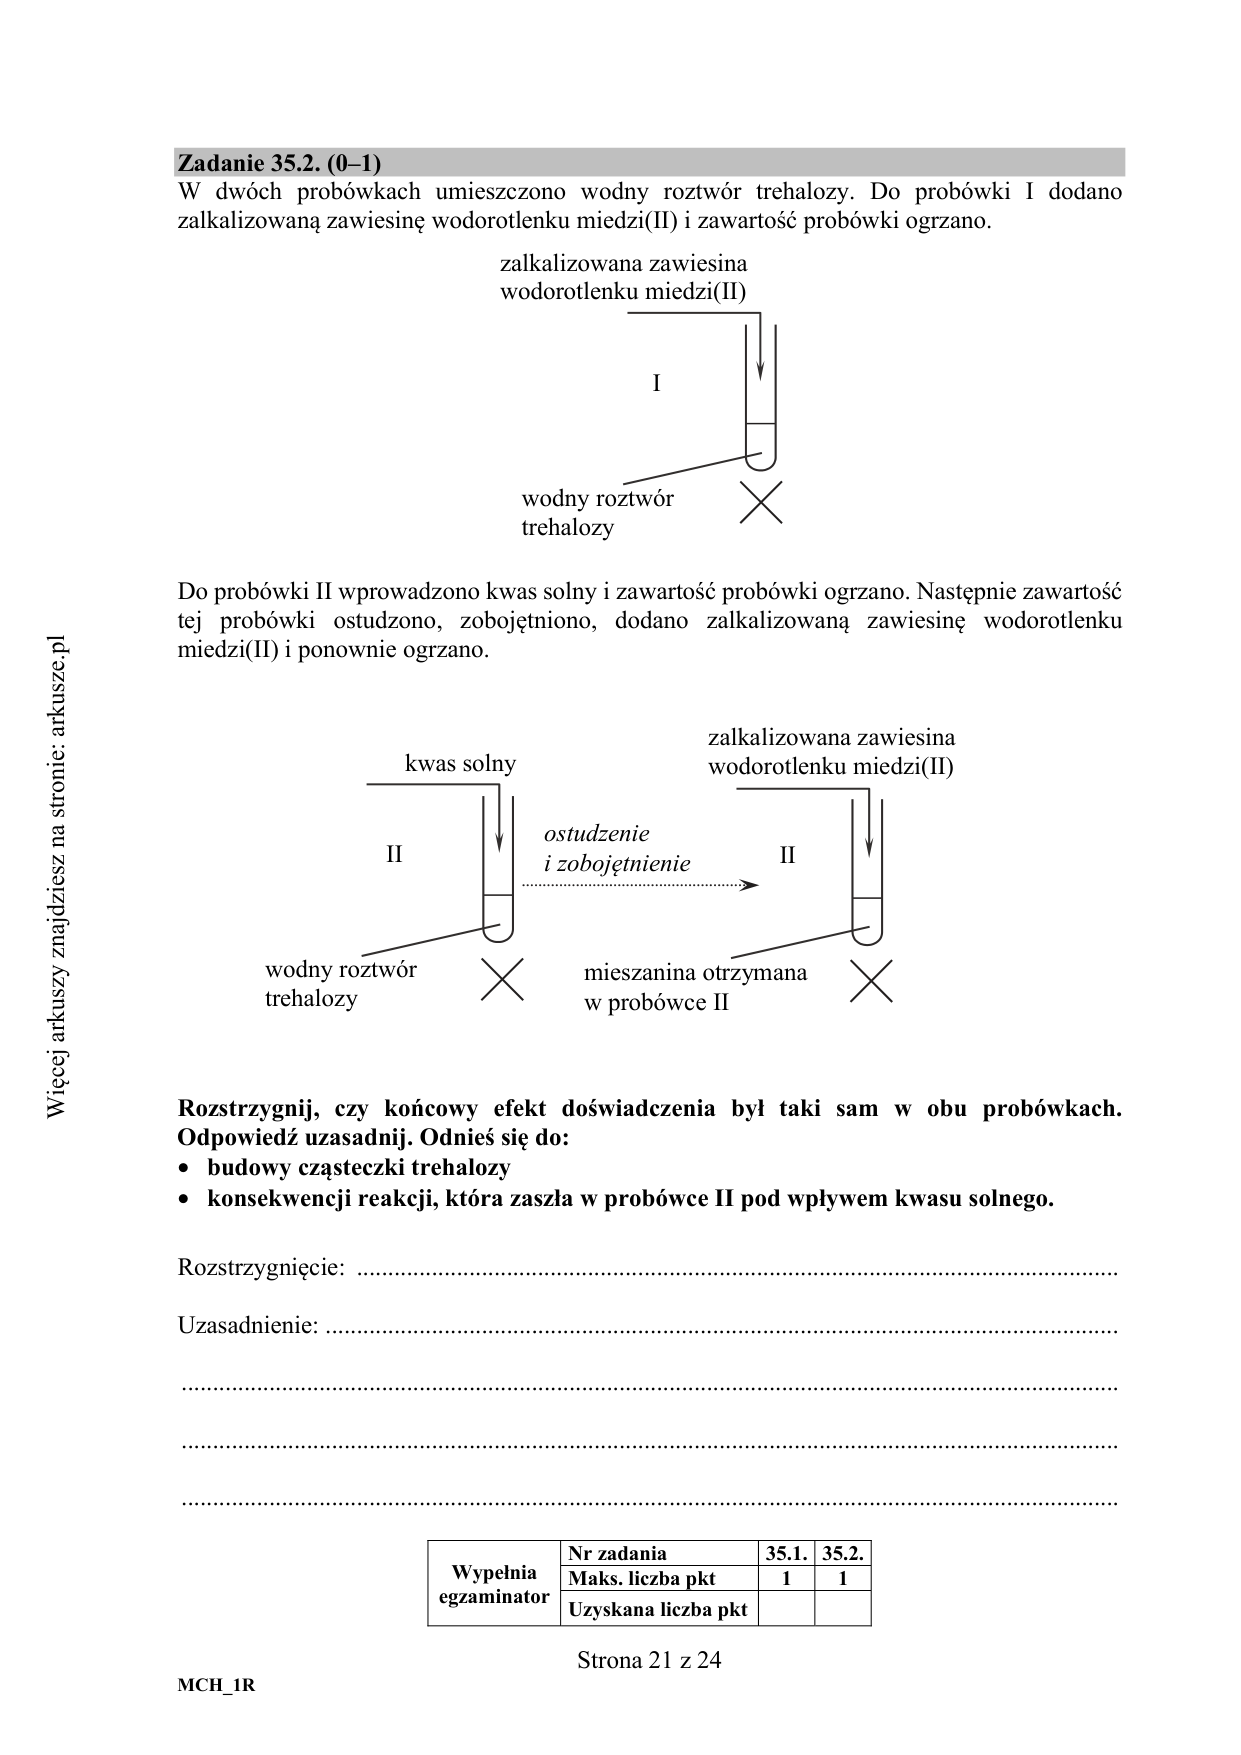 Zadanie 35.2. (0–1)
W dwóch probówkach umieszczono wodny roztwór trehalozy. Do probówki I dodano
zalkalizowaną zawiesinę wodorotlenku miedzi(II) i zawartość probówki ogrzano.
zalkalizowana zawiesina
wodorotlenku miedzi(II)
I
wodny roztwór
trehalozy
Do probówki II wprowadzono kwas solny i zawartość probówki ogrzano. Następnie zawartość
tej probówki ostudzono, zobojętniono, dodano zalkalizowaną zawiesinę wodorotlenku
miedzi(II) i ponownie ogrzano.
kwas solny
II
wodny roztwór
trehalozy
ostudzenie
i zobojętnienie
zalkalizowana zawiesina
wodorotlenku miedzi(II)
II
mieszanina otrzymana
w probówce II
Rozstrzygnij, czy końcowy efekt doświadczenia był taki sam w obu probówkach.
Odpowiedź uzasadnij. Odnieś się do:
• budowy cząsteczki trehalozy
• konsekwencji reakcji, która zaszła w probówce II pod wpływem kwasu solnego.
Rozstrzygnięcie: ..........................................................................................................................
Uzasadnienie: ...............................................................................................................................
......................................................................................................................................................
......................................................................................................................................................
......................................................................................................................................................
Wypełnia
egzaminator
Nr zadania 35.1. 35.2.
Maks. liczba pkt 1 1
Uzyskana liczba pkt
Strona 21 z 24
MCH_1R
Więcej arkuszy znajdziesz na stronie: arkusze.pl